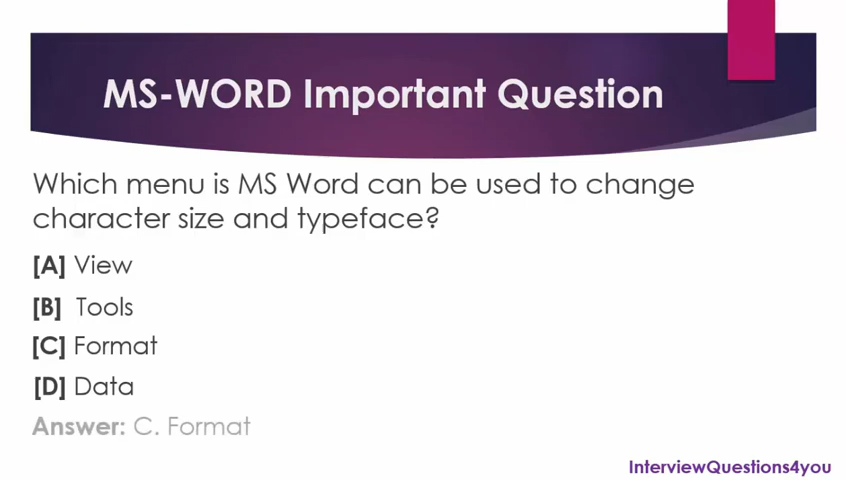 MS-WORD Important Question
Which menu is MS Word can be used to change
character size and typeface?
[A] View
[B] Tools
[C] Format
[D] Data
Answer: C. Format
InterviewQuestions4you